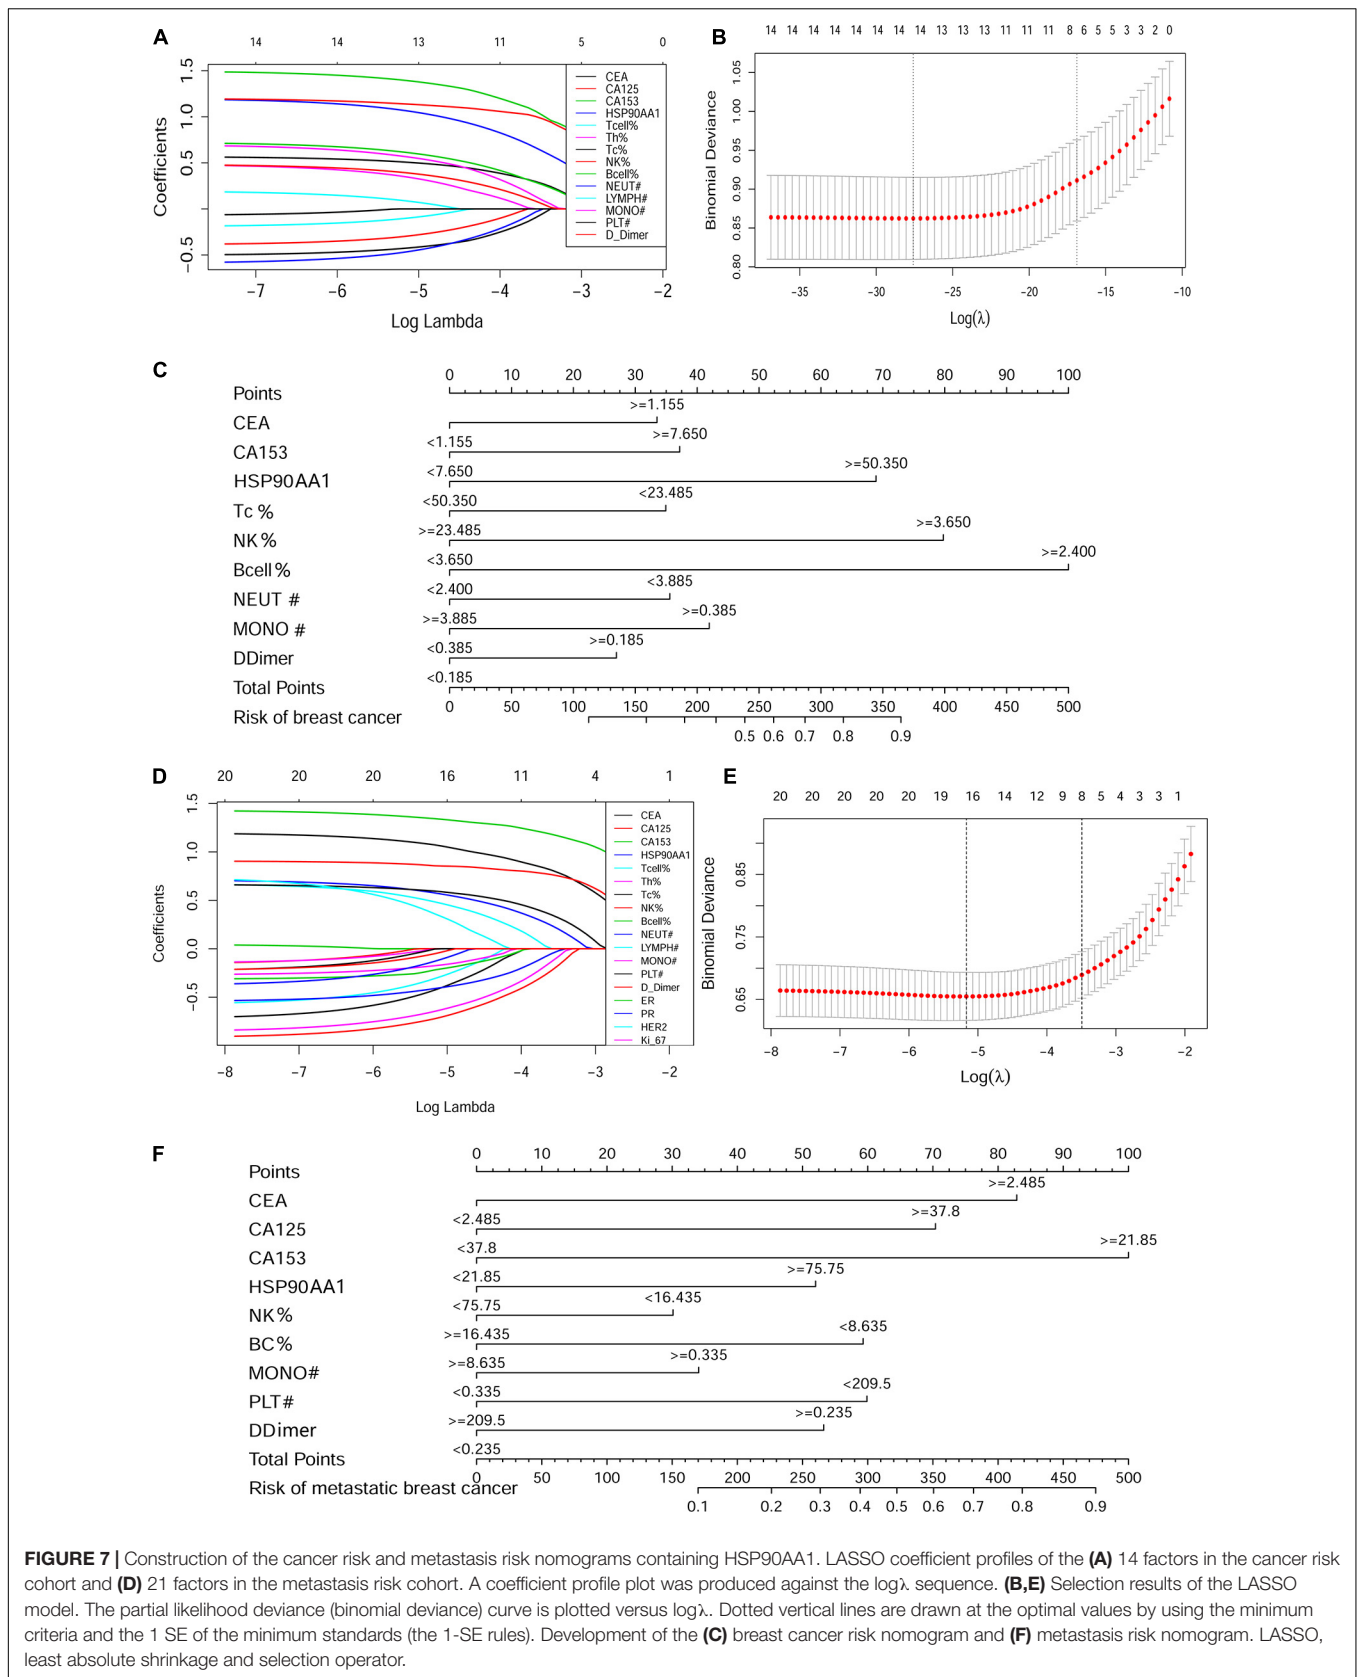 A
14 14 13 11 5 0
1.5
1.0
0.5
−0.5
Coefficients
CEA
CA125
CA153
HSP90AA1
Tcell%
Th%
Tc%
NK%
Bcell%
NEUT#
LYMPH#
MONO#
PLT#
D_Dimer
−7 −6 −5 −4 −3 −2
Log Lambda
B
14 14 14 14 14 14 14 14 13 13 13 11 11 11 8 6 5 5 3 3 2 0
1.05
1.00
0.95
0.90
0.85
0.80
Binomial Deviance
−35 −30 −25 −20 −15 −10
Log(λ)
C
0 10 20 30 40 50 60 70 80 90 100
Points
>=1.155
CEA
<1.155 >=7.650
CA153
<7.650 >=50.350
HSP90AA1
<50.350 <23.485
Tc %
>=23.485 >=3.650
NK%
<3.650 >=2.400
Bcell%
<2.400 <3.885
NEUT #
>=3.885 >=0.385
MONO #
<0.385 >=0.185
DDimer
<0.185
Total Points
0 50 100 150 200 250 300 350 400 450 500
Risk of breast cancer
0.5 0.6 0.7 0.8 0.9
D
20 20 20 16 11 4 1
1.5
1.0
0.5
0.0
−0.5
Coefficients
CEA
CA125
CA153
HSP90AA1
Tcell%
Th%
Tc%
NK%
Bcell%
NEUT#
LYMPH#
MONO#
PLT#
D_Dimer
ER
PR
HER2
Ki_67
−8 −7 −6 −5 −4 −3 −2
Log Lambda
E
20 20 20 20 20 19 16 14 12 9 8 5 4 3 3 1
0.85
0.75
0.65
Binomial Deviance
−8 −7 −6 −5 −4 −3 −2
Log(λ)
F
0 10 20 30 40 50 60 70 80 90 100
Points
>=2.485
CEA
<2.485 >=37.8
CA125
<37.8 >=21.85
CA153
<21.85 >=75.75
HSP90AA1
<75.75 <16.435
NK%
>=16.435 <8.635
BC%
>=8.635 >=0.335
MONO#
<0.335 <209.5
PLT#
>=209.5 >=0.235
DDimer
<0.235
Total Points
0 50 100 150 200 250 300 350 400 450 500
Risk of metastatic breast cancer
0.1 0.2 0.3 0.4 0.5 0.6 0.7 0.8 0.9
FIGURE 7 | Construction of the cancer risk and metastasis risk nomograms containing HSP90AA1. LASSO coefficient profiles of the (A) 14 factors in the cancer risk
cohort and (D) 21 factors in the metastasis risk cohort. A coefficient profile plot was produced against the logλ sequence. (B,E) Selection results of the LASSO
model. The partial likelihood deviance (binomial deviance) curve is plotted versus logλ. Dotted vertical lines are drawn at the optimal values by using the minimum
criteria and the 1 SE of the minimum standards (the 1-SE rules). Development of the (C) breast cancer risk nomogram and (F) metastasis risk nomogram. LASSO,
least absolute shrinkage and selection operator.